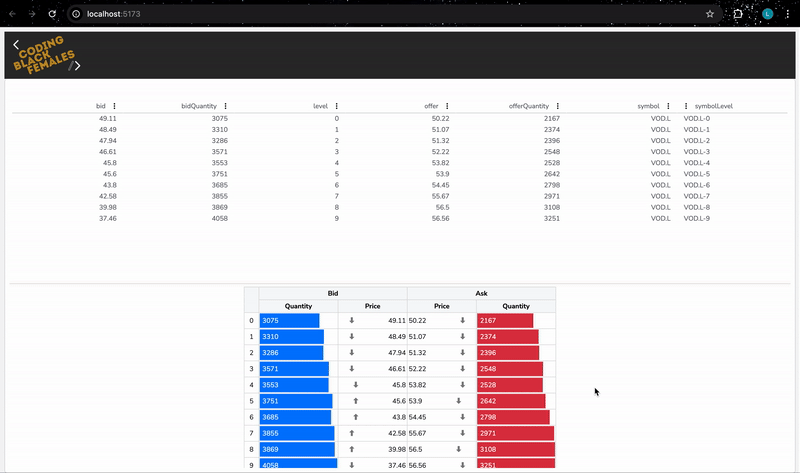 localhost:5173
L
CODING
BLACK
FEMALES
bid bidQuantity level offer offerQuantity symbol symbolLevel
49.11 3075 0 50.22 2167 VOD.L VOD.L-0
48.49 3310 1 51.07 2374 VOD.L VOD.L-1
47.94 3286 2 51.32 2396 VOD.L VOD.L-2
46.61 3571 3 52.22 2548 VOD.L VOD.L-3
45.8 3553 4 53.82 2528 VOD.L VOD.L-4
45.6 3751 5 53.9 2642 VOD.L VOD.L-5
43.8 3685 6 54.45 2798 VOD.L VOD.L-6
42.58 3855 7 55.67 2971 VOD.L VOD.L-7
39.98 3869 8 56.5 3108 VOD.L VOD.L-8
37.46 4058 9 56.56 3251 VOD.L VOD.L-9
Bid Ask
Quantity Price Price Quantity
0 3075 49.11 50.22 2167
1 3310 48.49 51.07 2374
2 3286 47.94 51.32 2396
3 3571 46.61 52.22 2548
4 3553 45.8 53.82 2528
5 3751 45.6 53.9 2642
6 3685 43.8 54.45 2798
7 3855 42.58 55.67 2971
8 3869 39.98 56.5 3108
9 4058 37.46 56.56 3251